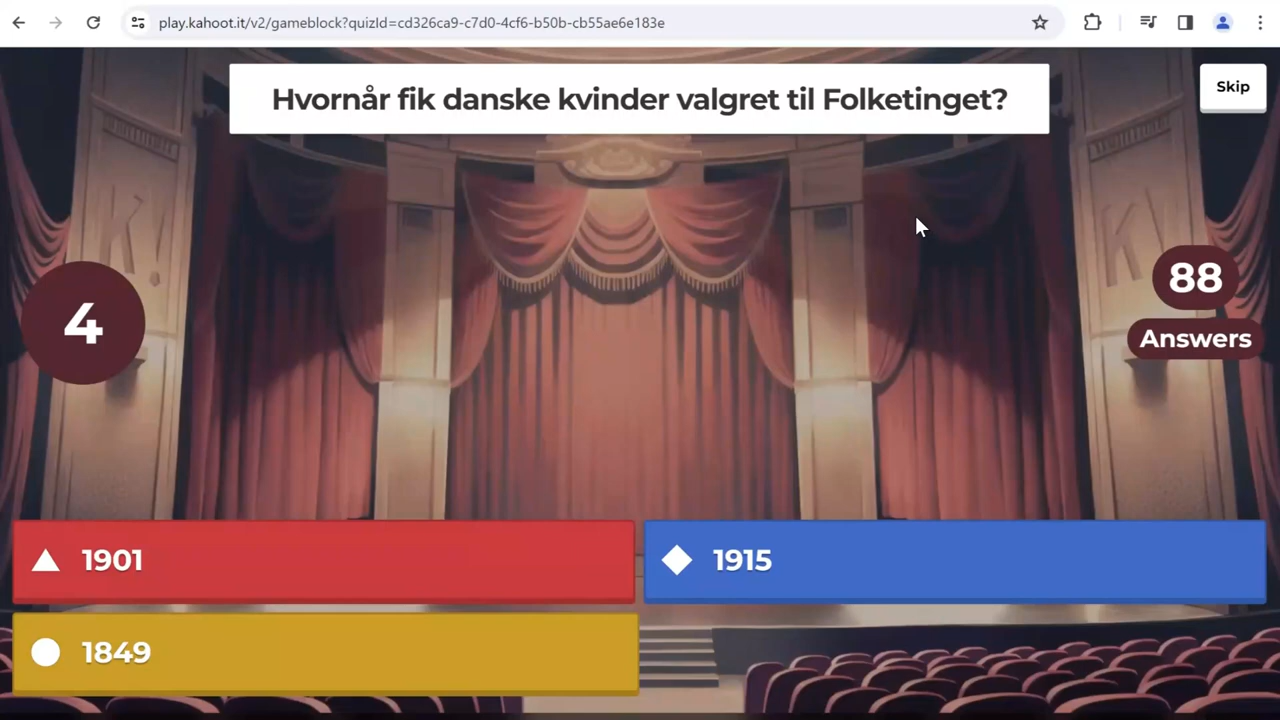 play.kahoot.it/v2/gameblock?quizId=cd326ca9-c7d0-4cf6-b50b-cb55ae6e183e
Hvornår fik danske kvinder valgret til Folketinget?
Skip
K!
K!
4
88
Answers
1901
1915
1849